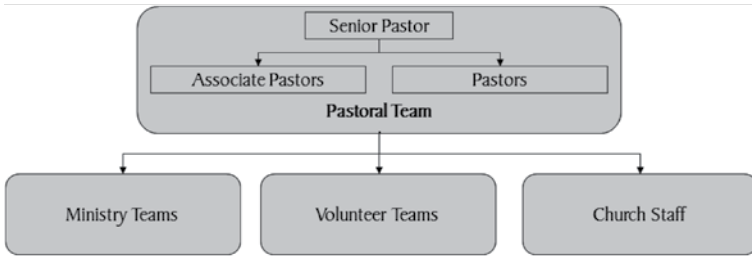 Senior Pastor
Associate Pastors
Pastors
Pastoral Team
Ministry Teams
Volunteer Teams
Church Staff